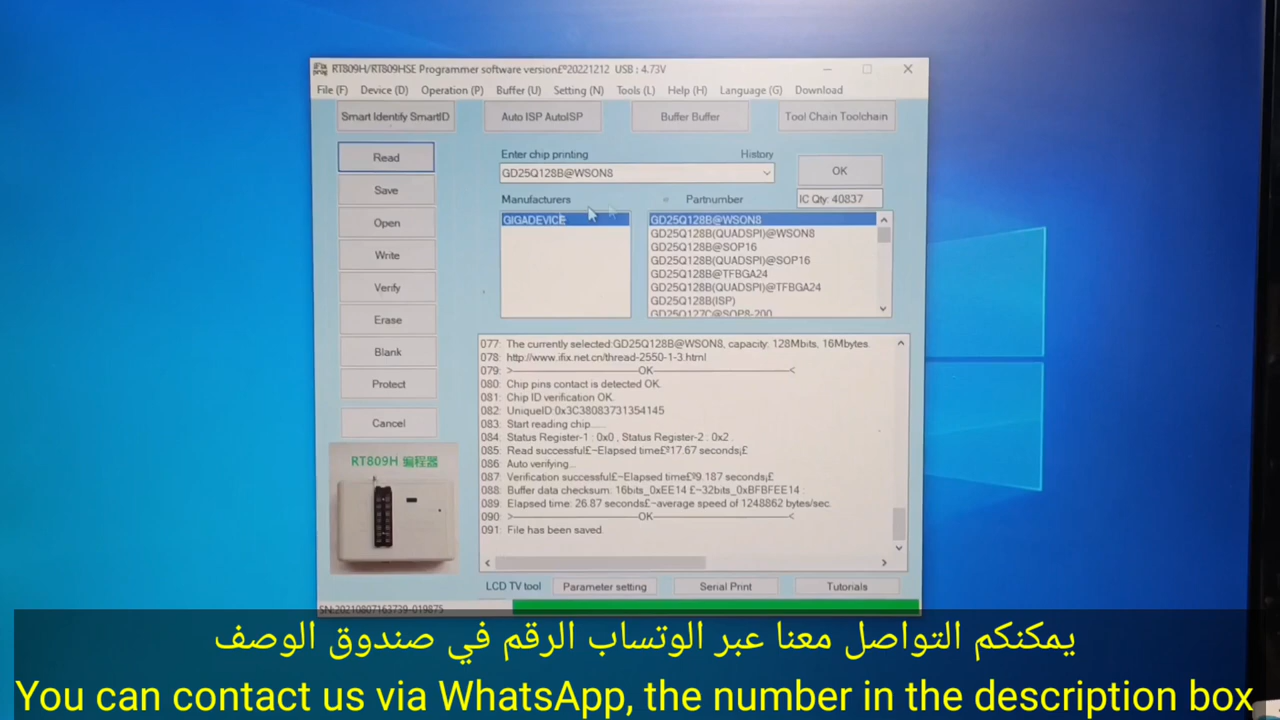 RT809H/RT809HSE Programmer software version£º20221212 USB : 4.73V
File (F) Device (D) Operation (P) Buffer (U) Setting (N) Tools (L) Help (H) Language (G) Download
Smart Identify SmartID Auto ISP AutoISP Buffer Buffer Tool Chain Toolchain
Read
Save
Open
Write
Verify
Erase
Blank
Protect
Cancel
Enter chip printing History
GD25Q128B@WSON8
OK
Manufacturers Partnumber
IC Qty: 40837
GIGADEVICE
GD25Q128B@WSON8
GD25Q128B(QUADSPI)@WSON8
GD25Q128B@SOP16
GD25Q128B(QUADSPI)@SOP16
GD25Q128B@TFBGA24
GD25Q128B(QUADSPI)@TFBGA24
GD25Q128B(ISP)
GD25Q127C@SOP8-200
077: The currently selected:GD25Q128B@WSON8, capacity: 128Mbits, 16Mbytes.
078: http://www.ifix.net.cn/thread-2550-1-3.html
079: >————————OK————————<
080: Chip pins contact is detected OK.
081: Chip ID verification OK.
082: UniqueID:0x3C38083731354145
083: Start reading chip......
084: Status Register-1 : 0x0 , Status Register-2 : 0x2 .
085: Read successful£¬Elapsed time£º17.67 seconds¡£
086: Auto verifying...
087: Verification successful£¬Elapsed time£º9.187 seconds¡£
088: Buffer data checksum: 16bits_0xEE14 £¬32bits_0xBFBFEE14 :
089: Elapsed time: 26.87 seconds£¬average speed of 1248862 bytes/sec.
090: >————————OK————————<
091: File has been saved.
RT809H 编程器
LCD TV tool Parameter setting Serial Print Tutorials
SN:20210807163739-019875
يمكنكم التواصل معنا عبر الوتساب الرقم في صندوق الوصف
You can contact us via WhatsApp, the number in the description box